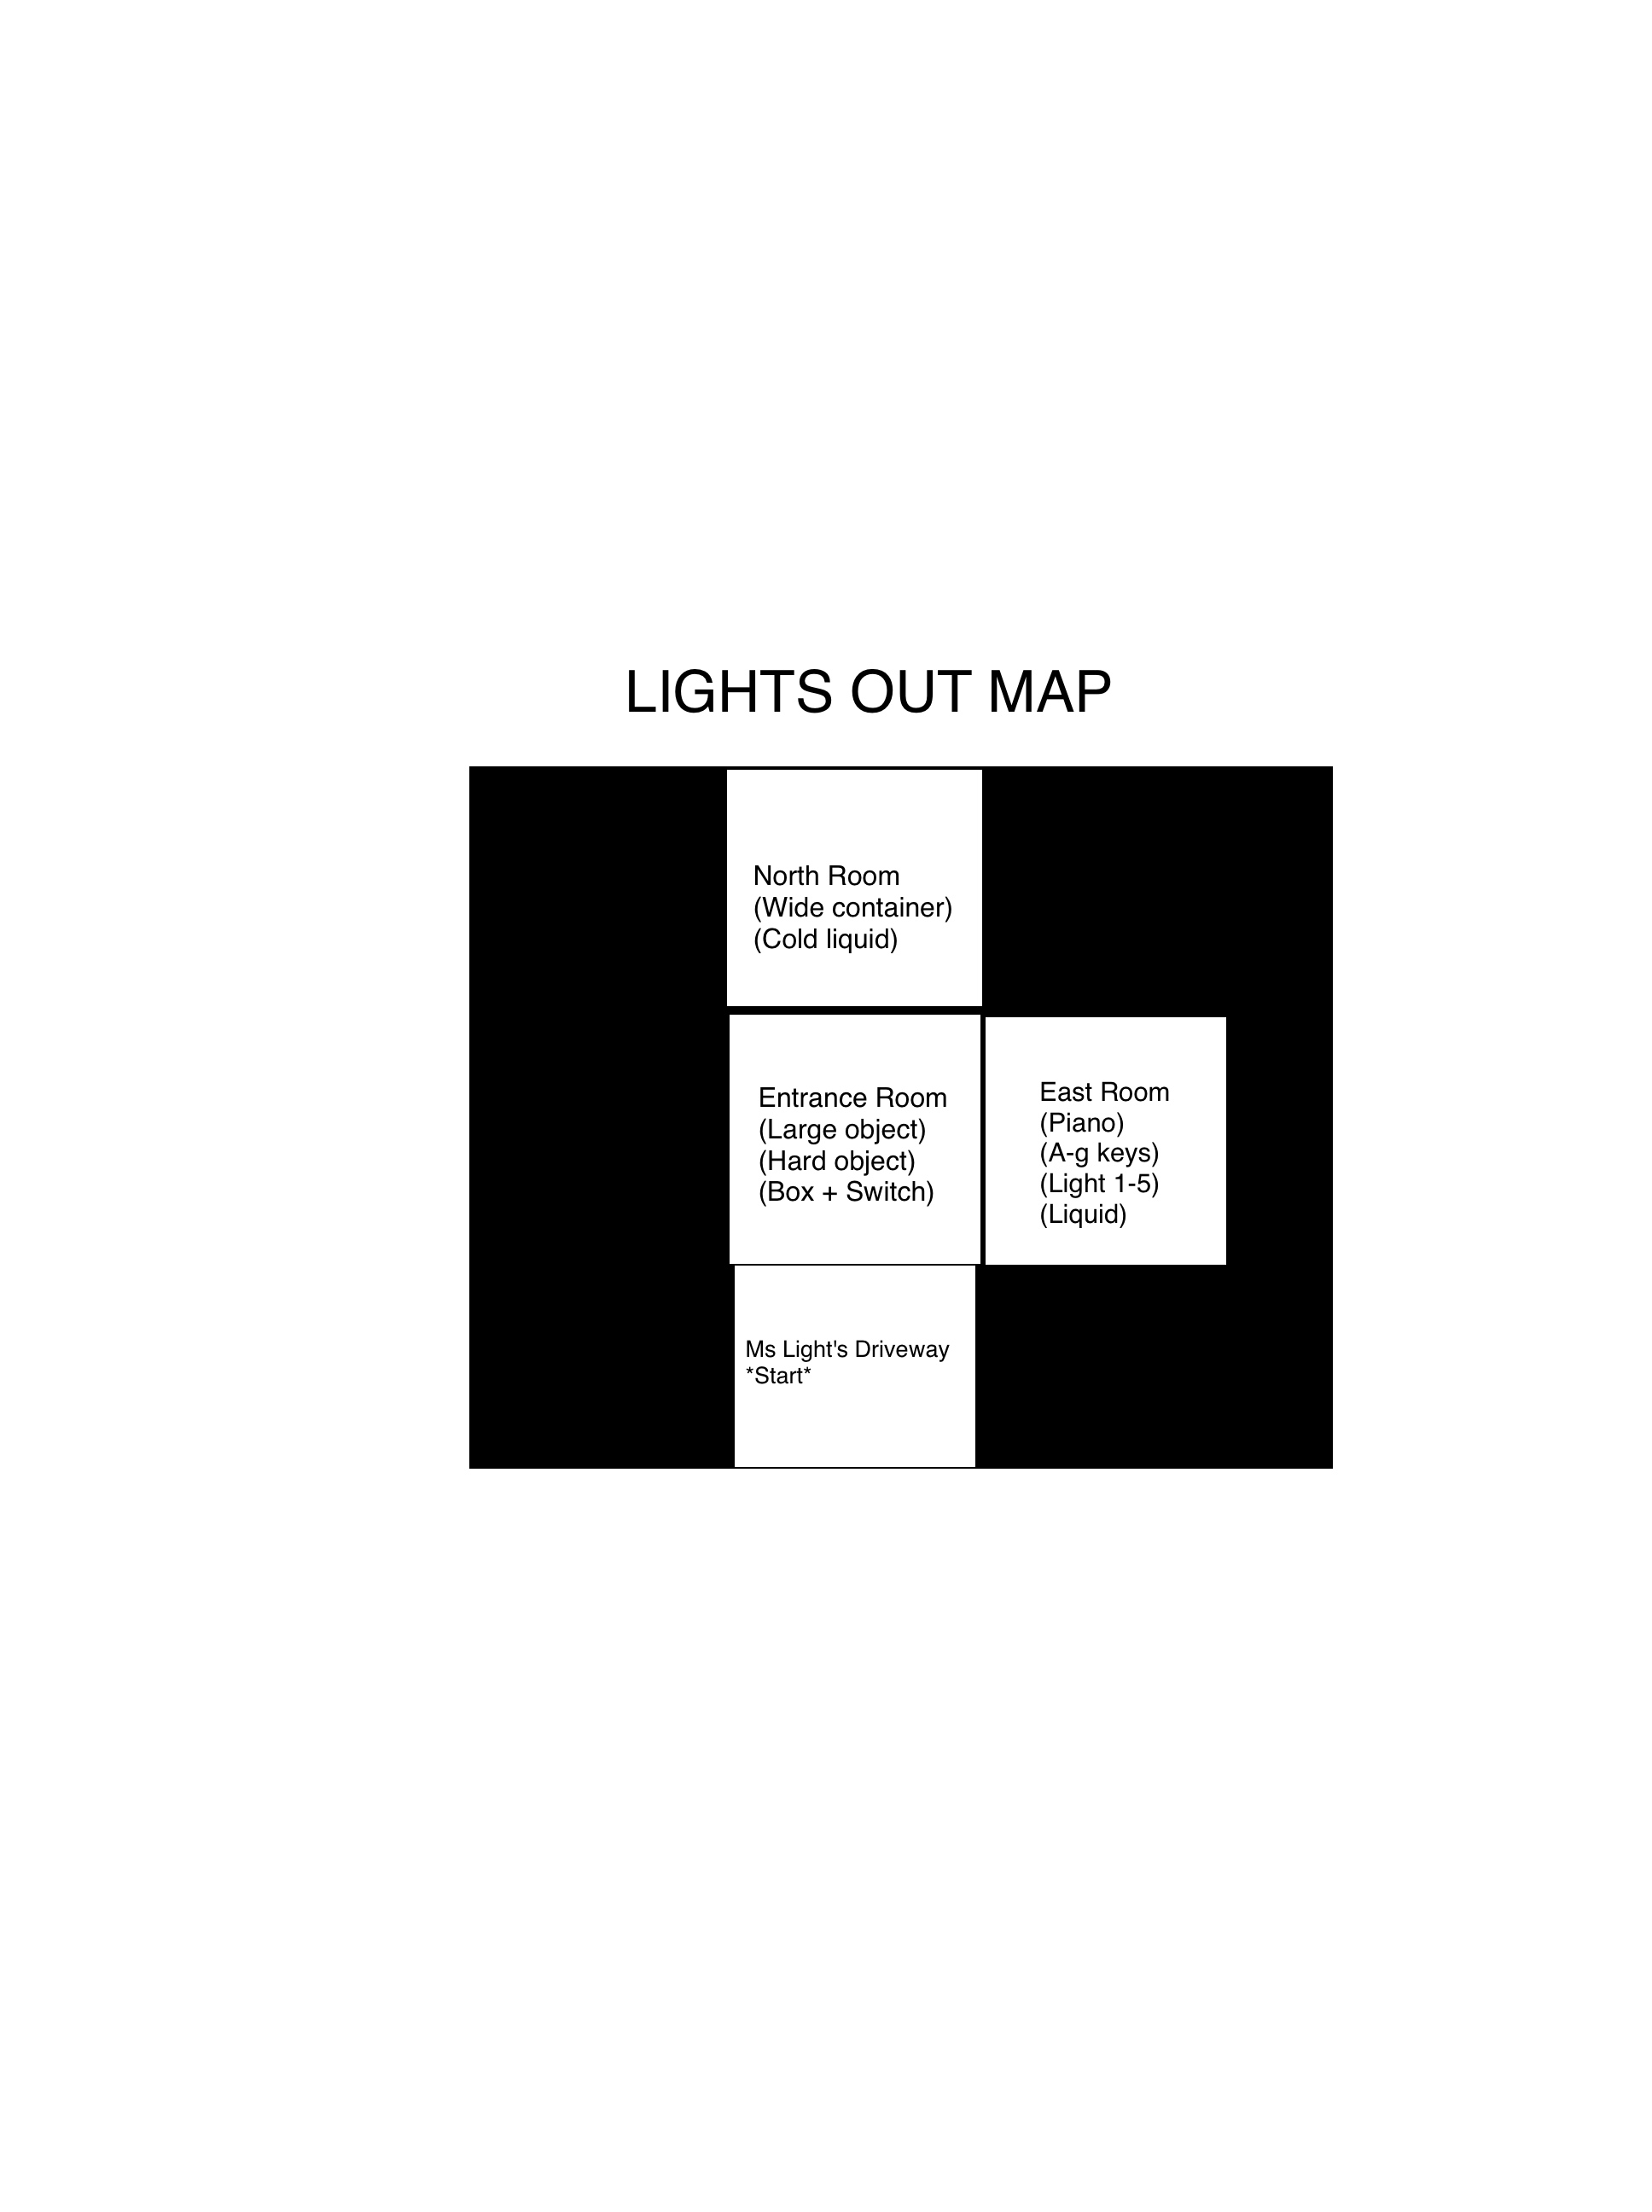 LIGHTS OUT MAP
North Room
(Wide container)
(Cold liquid)
Entrance Room
(Large object)
(Hard object)
(Box + Switch)
East Room
(Piano)
(A-g keys)
(Light 1-5)
(Liquid)
Ms Light's Driveway
*Start*